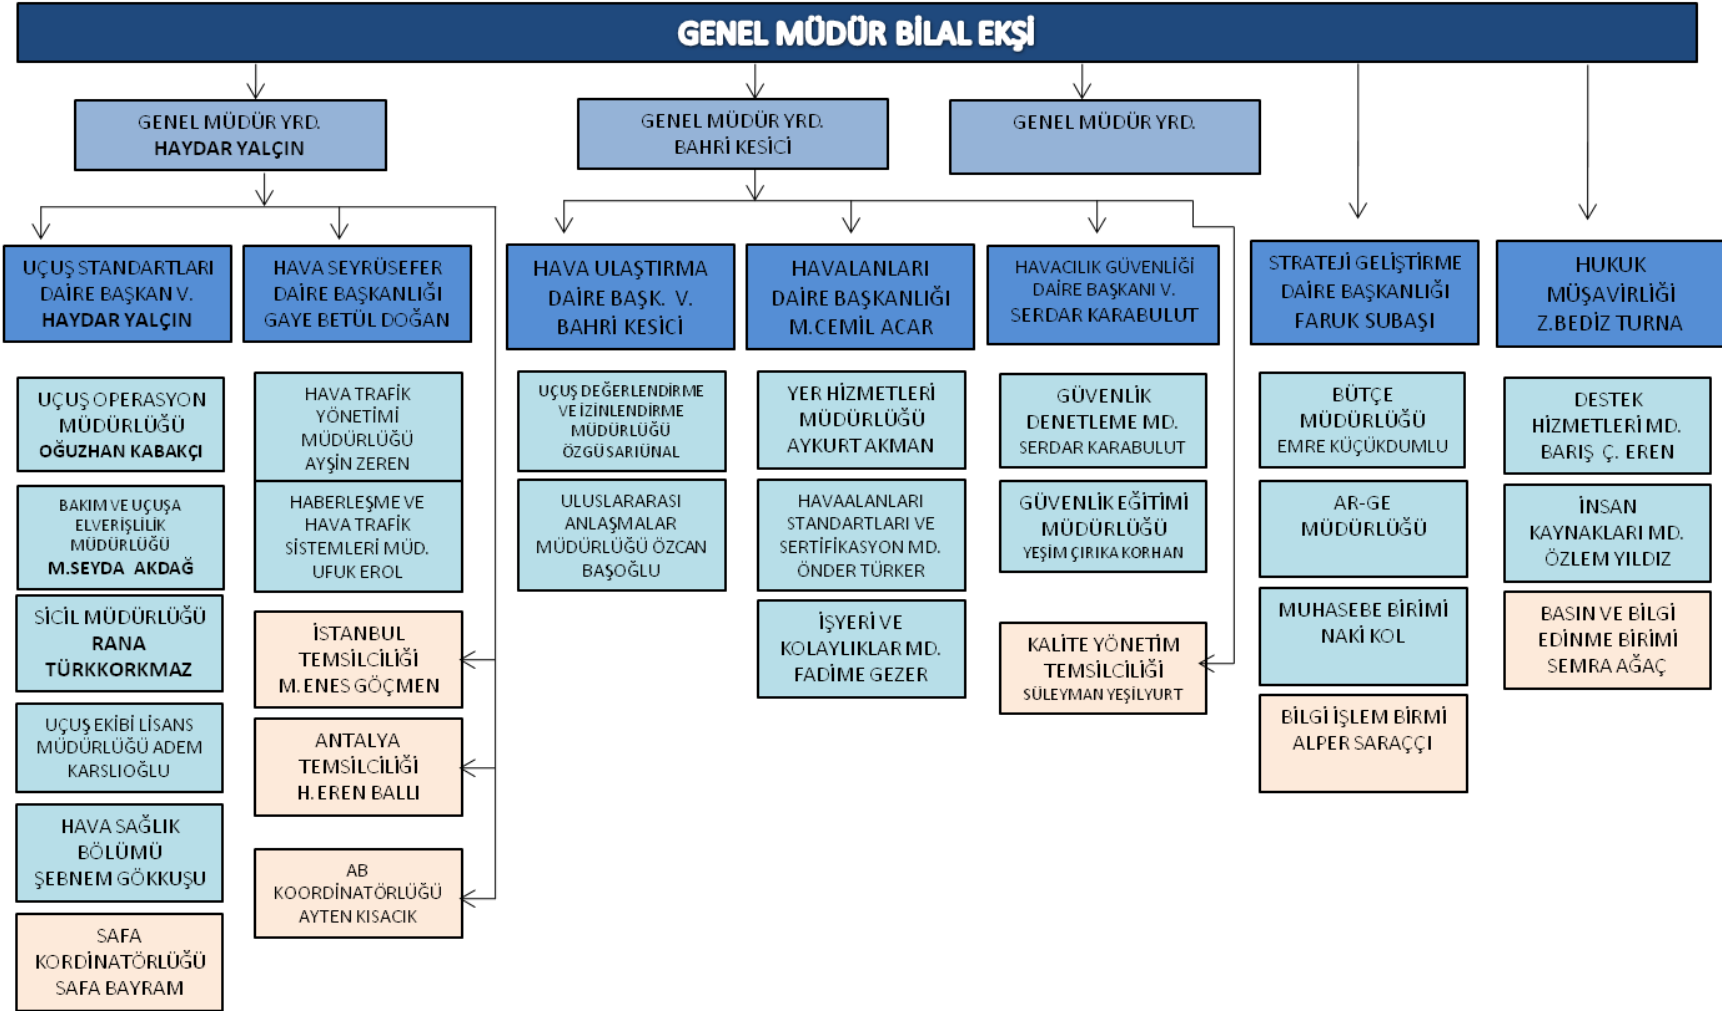 GENEL MÜDÜR BİLAL EKŞİ
GENEL MÜDÜR YRD.
HAYDAR YALÇIN
GENEL MÜDÜR YRD.
BAHRİ KESİCİ
GENEL MÜDÜR YRD.
UÇUŞ STANDARTLARI
DAİRE BAŞKAN V.
HAYDAR YALÇIN
HAVA SEYRÜSEFER
DAİRE BAŞKANLIĞI
GAYE BETÜL DOĞAN
HAVA ULAŞTIRMA
DAİRE BAŞK. V.
BAHRİ KESİCİ
HAVALANLARI
DAİRE BAŞKANLIĞI
M.CEMİL ACAR
HAVACILIK GÜVENLİĞİ
DAİRE BAŞKANI V.
SERDAR KARABULUT
STRATEJİ GELİŞTİRME
DAİRE BAŞKANLIĞI
FARUK SUBAŞI
HUKUK
MÜŞAVİRLİĞİ
Z.BEDİZ TURNA
UÇUŞ OPERASYON
MÜDÜRLÜĞÜ
OĞUZHAN KABAKÇI
BAKIM VE UÇUŞA
ELVERİŞLİLİK
MÜDÜRLÜĞÜ
M.SEYDA AKDAĞ
SİCİL MÜDÜRLÜĞÜ
RANA
TÜRKKORKMAZ
UÇUŞ EKİBİ LİSANS
MÜDÜRLÜĞÜ ADEM
KARSLIOĞLU
HAVA SAĞLIK
BÖLÜMÜ
ŞEBNEM GÖKKUŞU
SAFA
KORDİNATÖRLÜĞÜ
SAFA BAYRAM
HAVA TRAFİK
YÖNETİMİ
MÜDÜRLÜĞÜ
AYŞİN ZEREN
HABERLEŞME VE
HAVA TRAFİK
SİSTEMLERİ MÜD.
UFUK EROL
İSTANBUL
TEMSİLCİLİĞİ
M. ENES GÖÇMEN
ANTALYA
TEMSİLCİLİĞİ
H. EREN BALLI
AB
KOORDİNATÖRLÜĞÜ
AYTEN KISACIK
UÇUŞ DEĞERLENDİRME
VE İZİNLENDİRME
MÜDÜRLÜĞÜ
ÖZGÜ SARIÜNAL
ULUSLARARASI
ANLAŞMALAR
MÜDÜRLÜĞÜ ÖZCAN
BAŞOĞLU
YER HİZMETLERİ
MÜDÜRLÜĞÜ
AYKURT AKMAN
HAVAALANLARI
STANDARTLARI VE
SERTİFİKASYON MD.
ÖNDER TÜRKER
İŞYERİ VE
KOLAYLIKLAR MD.
FADİME GEZER
GÜVENLİK
DENETLEME MD.
SERDAR KARABULUT
GÜVENLİK EĞİTİMİ
MÜDÜRLÜĞÜ
YEŞİM ÇIRIKA KORHAN
KALİTE YÖNETİM
TEMSİLCİLİĞİ
SÜLEYMAN YEŞİLYURT
BÜTÇE
MÜDÜRLÜĞÜ
EMRE KÜÇÜKDUMLU
AR-GE
MÜDÜRLÜĞÜ
MUHASEBE BİRİMİ
NAKİ KOL
BİLGİ İŞLEM BİRMİ
ALPER SARAÇÇI
DESTEK
HİZMETLERİ MD.
BARIŞ Ç. EREN
İNSAN
KAYNAKLARI MD.
ÖZLEM YILDIZ
BASIN VE BİLGİ
EDİNME BİRİMİ
SEMRA AĞAÇ